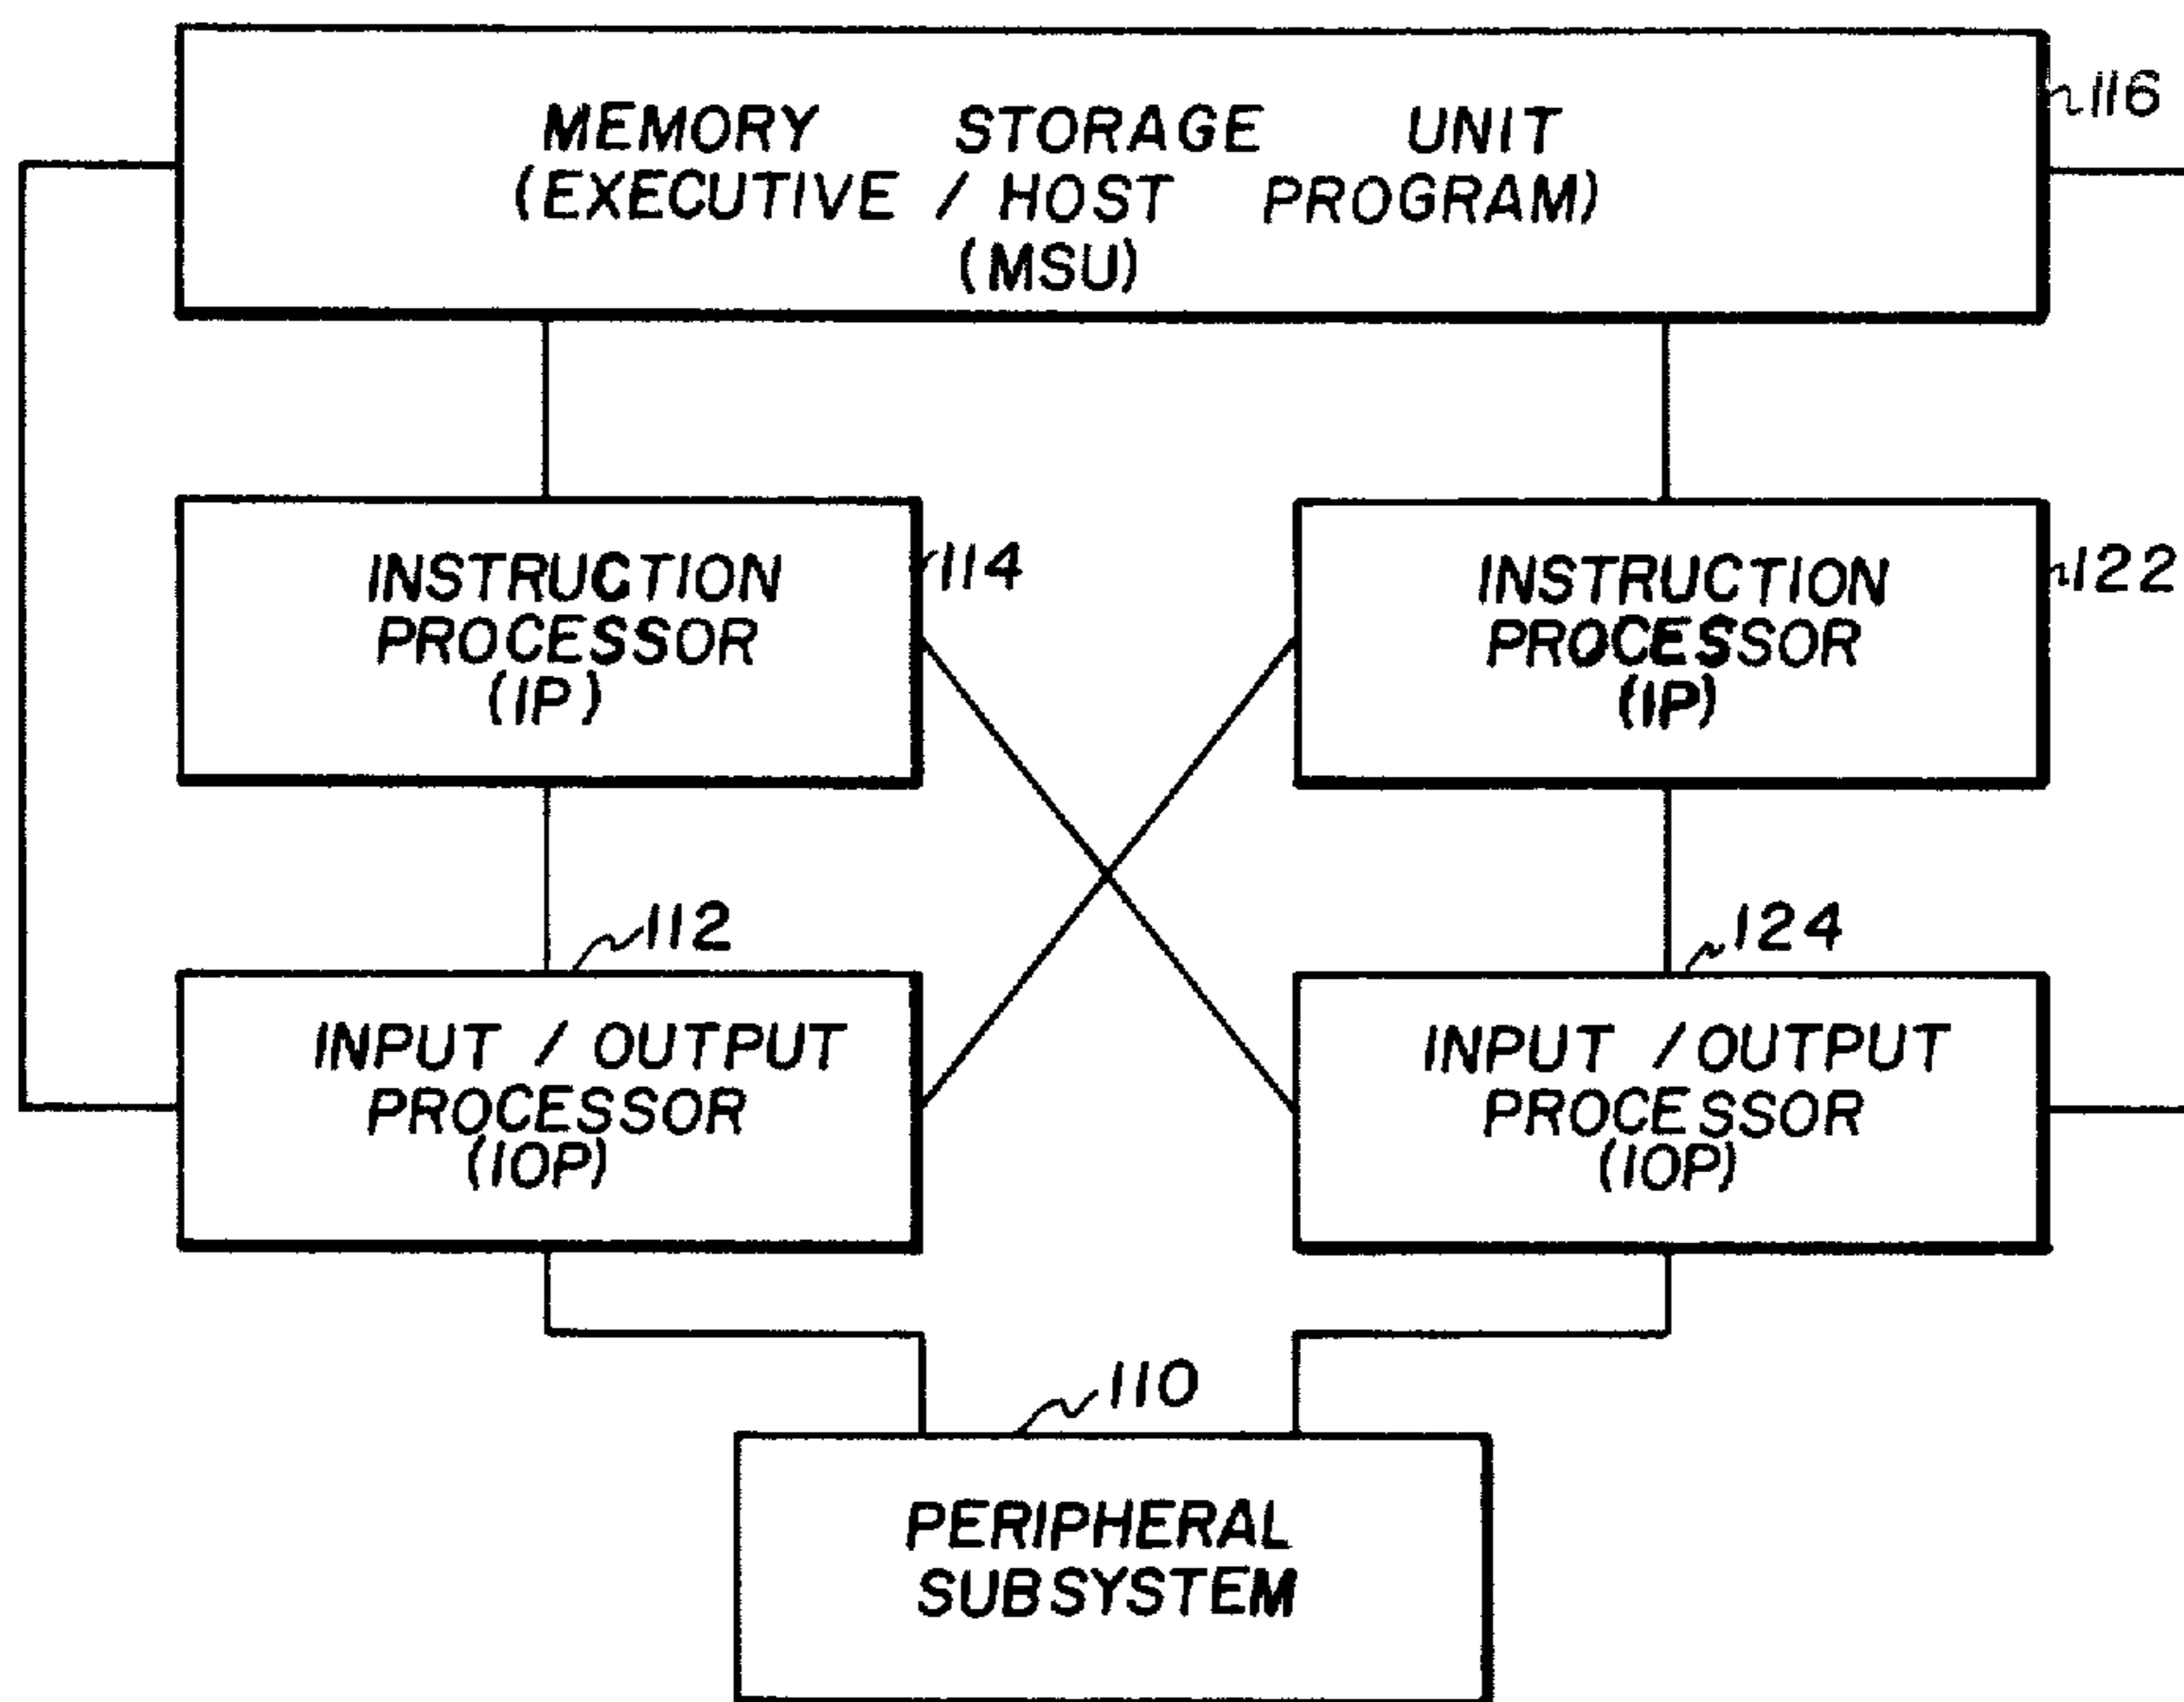 116
MEMORY STORAGE UNIT
(EXECUTIVE / HOST PROGRAM)
(MSU)
INSTRUCTION
PROCESSOR
(IP)
114
INSTRUCTION
PROCESSOR
(IP)
122
112
INPUT / OUTPUT
PROCESSOR
(IOP)
124
INPUT / OUTPUT
PROCESSOR
(IOP)
110
PERIPHERAL
SUBSYSTEM